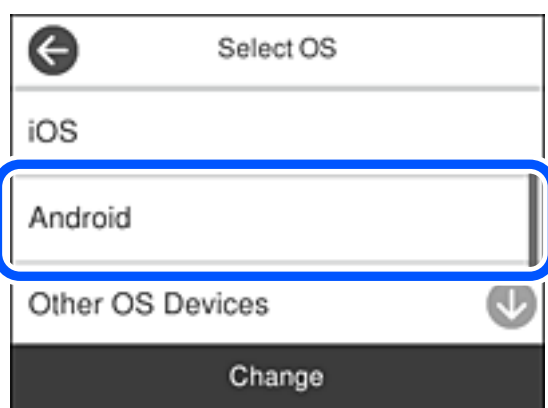 Select OS
iOS
Android
Other OS Devices
Change